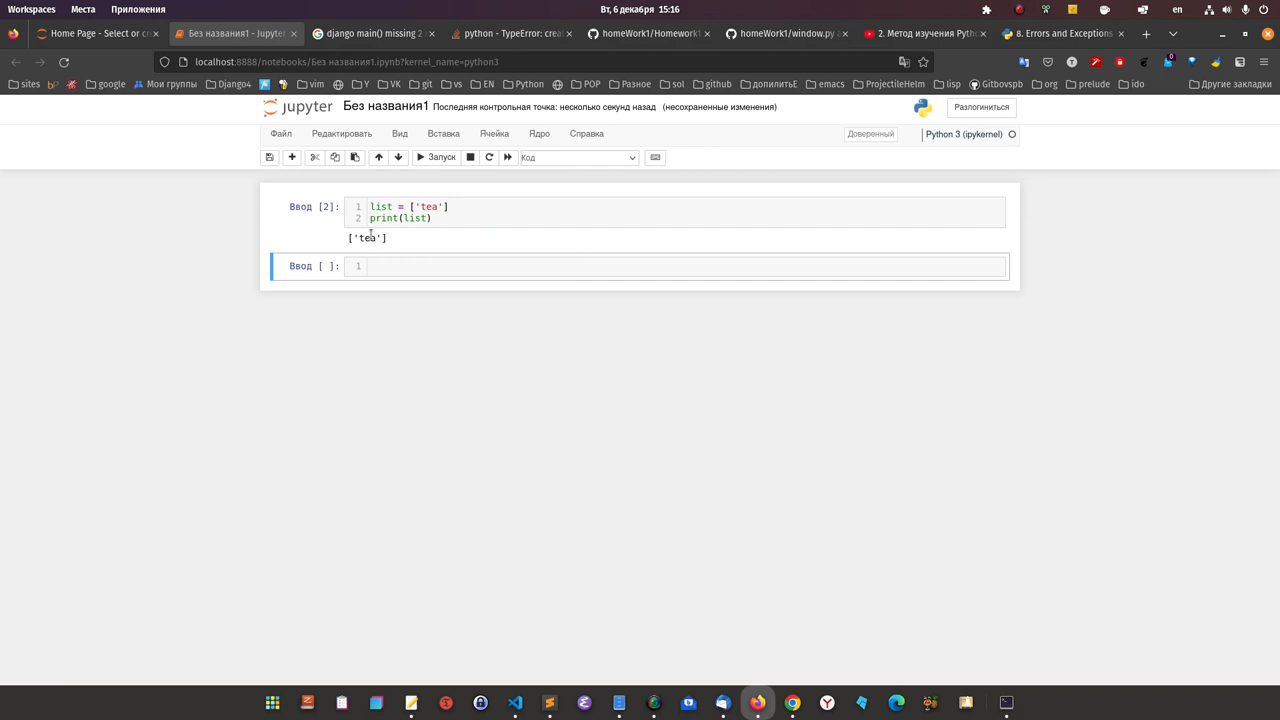 Workspaces Места Приложения Вт, 6 декабря 15:16 en
Home Page - Select or cr Без названия1 - Jupyter django main() missing 2 python - TypeError: crea homeWork1/Homework1. homeWork1/window.py a 2. Метод изучения Pytho 8. Errors and Exceptions
localhost:8888/notebooks/Без названия1.ipynb?kernel_name=python3
sites google Мои группы Django4 vim Y VK git vs EN Python POP Разное sol github допилитьЕ emacs ProjectileHelm lisp Gitbovspb org prelude ido Другие закладки
jupyter Без названия1 Последняя контрольная точка: несколько секунд назад (несохраненные изменения) Разлогиниться
Файл Редактировать Вид Вставка Ячейка Ядро Справка Доверенный Python 3 (ipykernel)
Запуск Код
Ввод [2]: 1 list = ['tea']
2 print(list)
['tea']
Ввод [ ]: 1